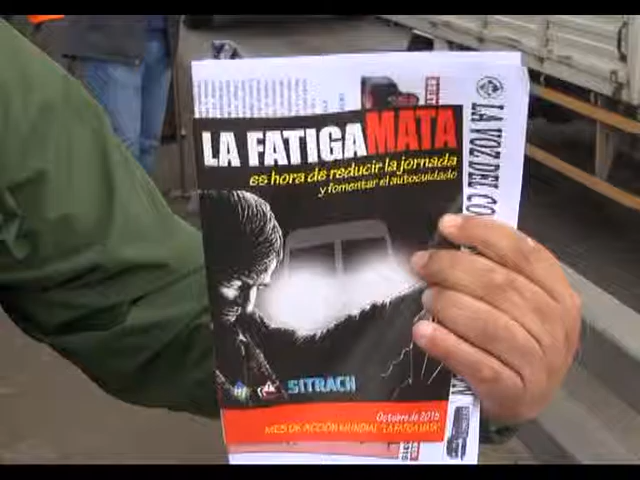 LA FATIGA MATA
es hora de reducir la jornada
y fomentar el autocuidado
LA VOZ DEL CO
SITRACH
Octubre de 2015
MES DE ACCIÓN MUNDIAL "LA FATIGA MATA"